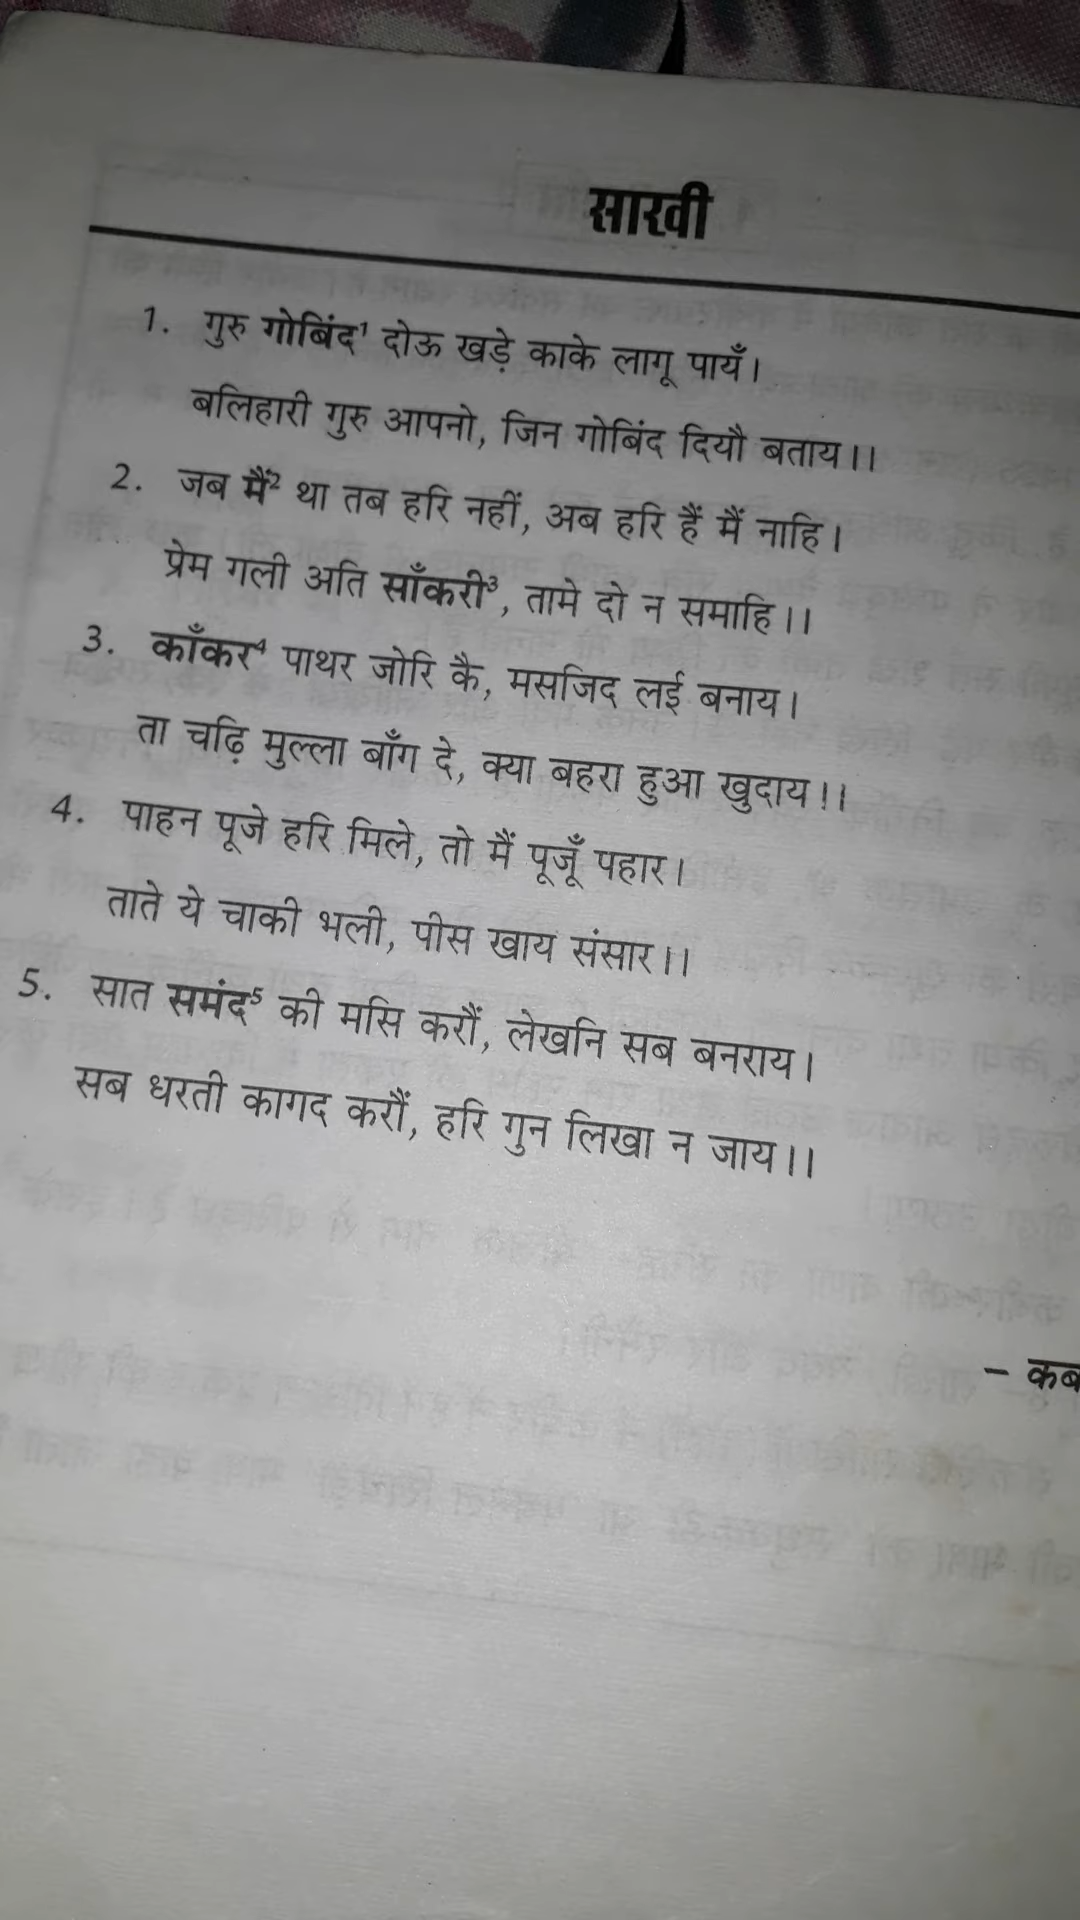 साखी
1. गुरु गोबिंद¹ दोऊ खड़े काके लागू पायँ।
बलिहारी गुरु आपनो, जिन गोबिंद दियौ बताय।।
2. जब मैं² था तब हरि नहीं, अब हरि हैं मैं नाहि।
प्रेम गली अति साँकरी³, तामे दो न समाहि।।
3. काँकर⁴ पाथर जोरि कै, मसजिद लई बनाय।
ता चढ़ि मुल्ला बाँग दे, क्या बहरा हुआ खुदाय।।
4. पाहन पूजे हरि मिले, तो मैं पूजूँ पहार।
ताते ये चाकी भली, पीस खाय संसार।।
5. सात समंद⁵ की मसि करौं, लेखनि सब बनराय।
सब धरती कागद करौं, हरि गुन लिखा न जाय।।
– कब